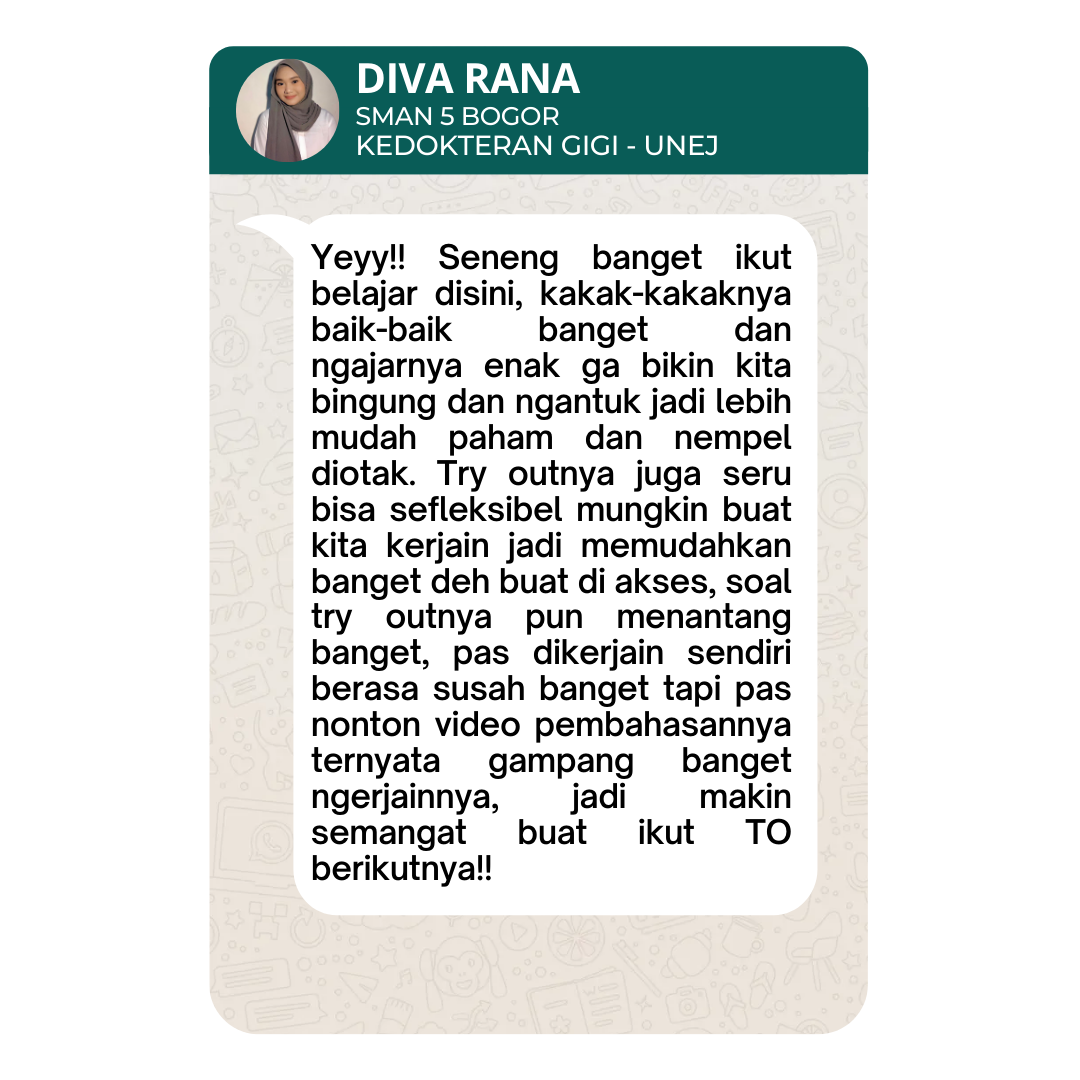 DIVA RANA
SMAN 5 BOGOR
KEDOKTERAN GIGI - UNEJ
Yeyy!! Seneng banget ikut
belajar disini, kakak-kakaknya
baik-baik banget dan
ngajarnya enak ga bikin kita
bingung dan ngantuk jadi lebih
mudah paham dan nempel
diotak. Try outnya juga seru
bisa sefleksibel mungkin buat
kita kerjain jadi memudahkan
banget deh buat di akses, soal
try outnya pun menantang
banget, pas dikerjain sendiri
berasa susah banget tapi pas
nonton video pembahasannya
ternyata gampang banget
ngerjainnya, jadi makin
semangat buat ikut TO
berikutnya!!